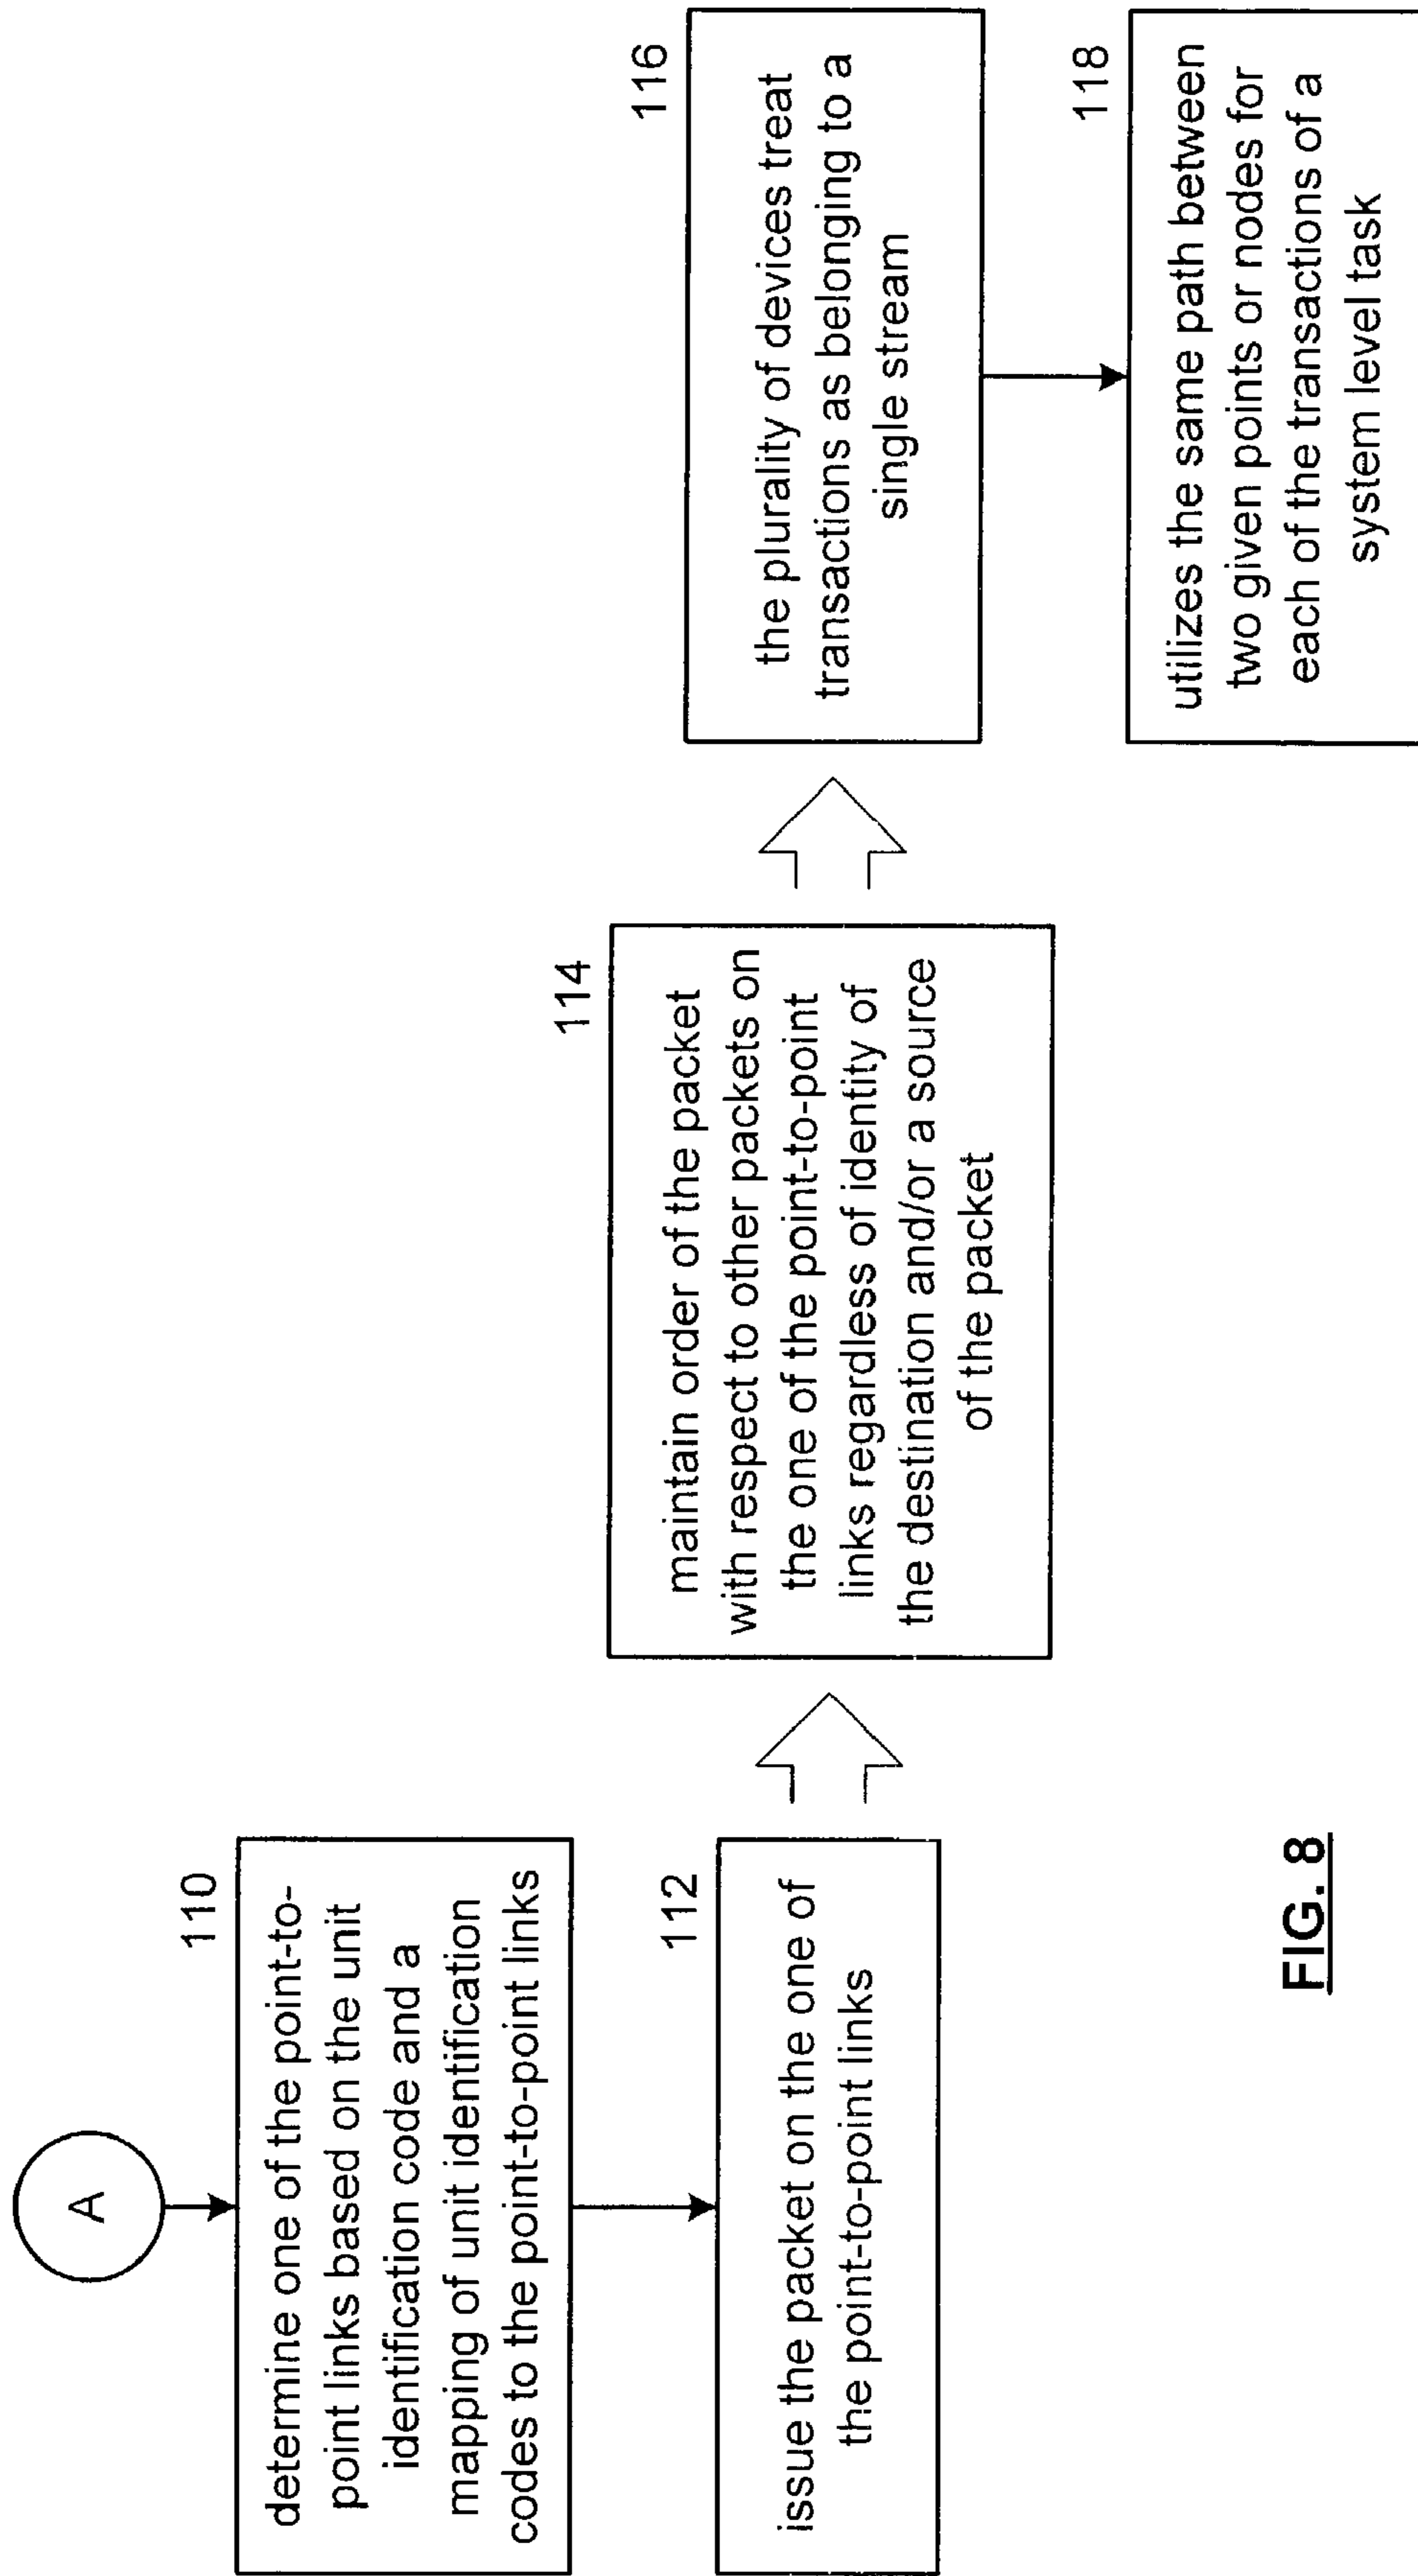 A
110
determine one of the point-to-
point links based on the unit
identification code and a
mapping of unit identification
codes to the point-to-point links
112
issue the packet on the one of
the point-to-point links
114
maintain order of the packet
with respect to other packets on
the one of the point-to-point
links regardless of identity of
the destination and/or a source
of the packet
116
the plurality of devices treat
transactions as belonging to a
single stream
118
utilizes the same path between
two given points or nodes for
each of the transactions of a
system level task
FIG. 8